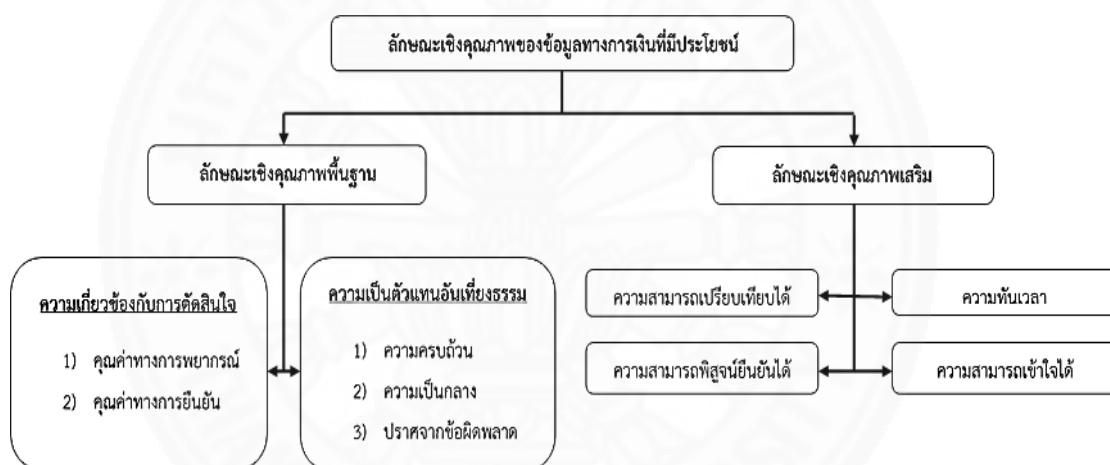 ลักษณะเชิงคุณภาพของข้อมูลทางการเงินที่มีประโยชน์
ลักษณะเชิงคุณภาพพื้นฐาน
ลักษณะเชิงคุณภาพเสริม
ความเกี่ยวข้องกับการตัดสินใจ
1) คุณค่าทางการพยากรณ์
2) คุณค่าทางการยืนยัน
ความเป็นตัวแทนอันเที่ยงธรรม
1) ความครบถ้วน
2) ความเป็นกลาง
3) ปราศจากข้อผิดพลาด
ความสามารถเปรียบเทียบได้
ความทันเวลา
ความสามารถพิสูจน์ยืนยันได้
ความสามารถเข้าใจได้